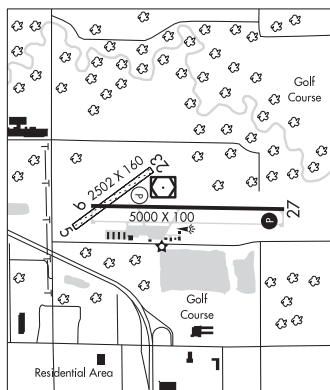 Golf
Course
2502 X 160
23
P
9
5
5000 X 100
27
P
Golf
Course
Residential Area